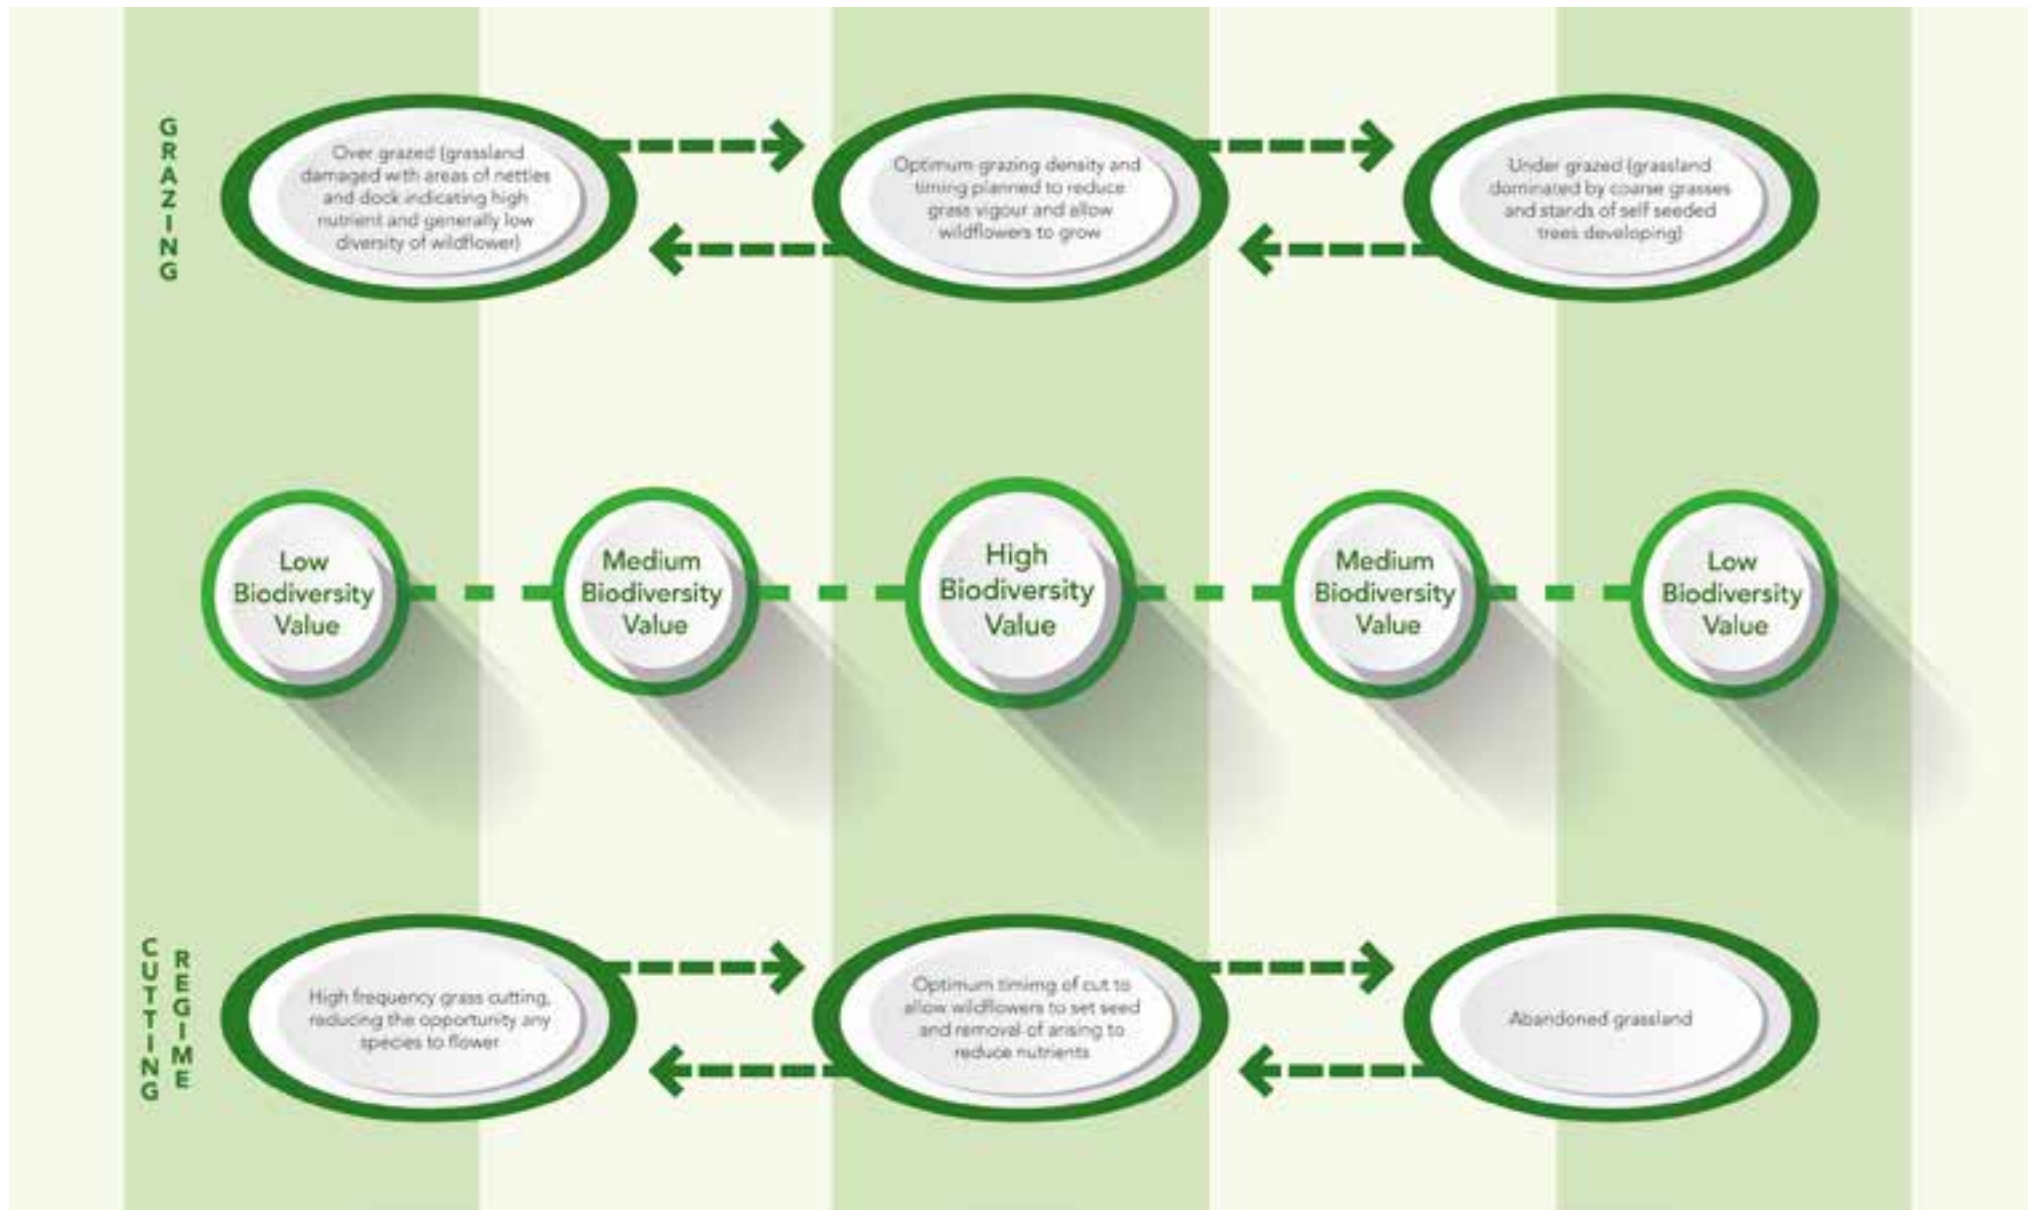 GRAZING
Over grazed (grassland
damaged with areas of nettles
and dock indicating high
nutrient and generally low
diversity of wildflower)
Optimum grazing density and
timing planned to reduce
grass vigour and allow
wildflowers to grow
Under grazed (grassland
dominated by coarse grasses
and stands of self seeded
trees developing)
Low
Biodiversity
Value
Medium
Biodiversity
Value
High
Biodiversity
Value
Medium
Biodiversity
Value
Low
Biodiversity
Value
CUTTING
REGIME
High frequency grass cutting,
reducing the opportunity any
species to flower
Optimum timimg of cut to
allow wildflowers to set seed
and removal of arising to
reduce nutrients
Abandoned grassland